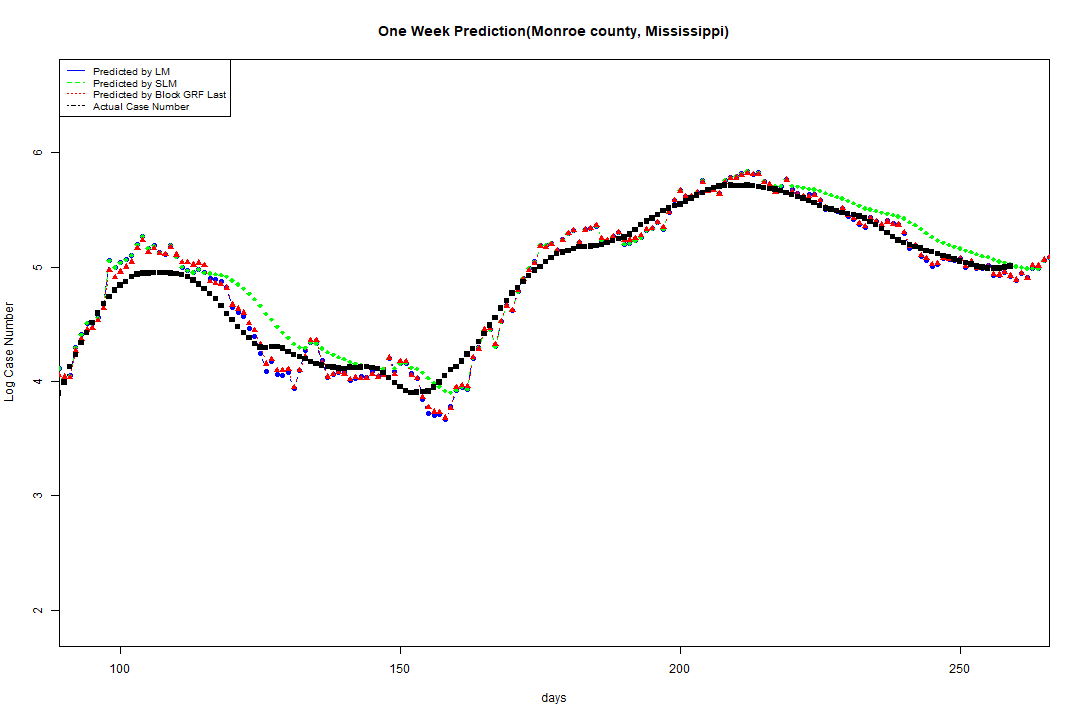 One Week Prediction(Monroe county, Mississippi)
Predicted by LM
Predicted by SLM
Predicted by Block GRF Last
Actual Case Number
6
5
4
3
2
Log Case Number
100 150 200 250
days